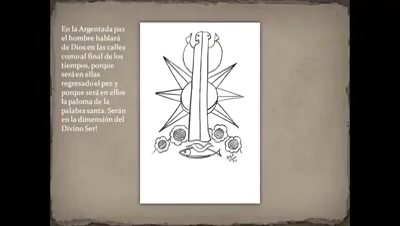 En la Argentada paz
el hombre hablará
de Dios en las calles
como al final de los
tiempos, porque
será en ellas
regresado el pez y
porque será en ellos
la paloma de la
palabra santa. Serán
en la dimensión del
Divino Ser!